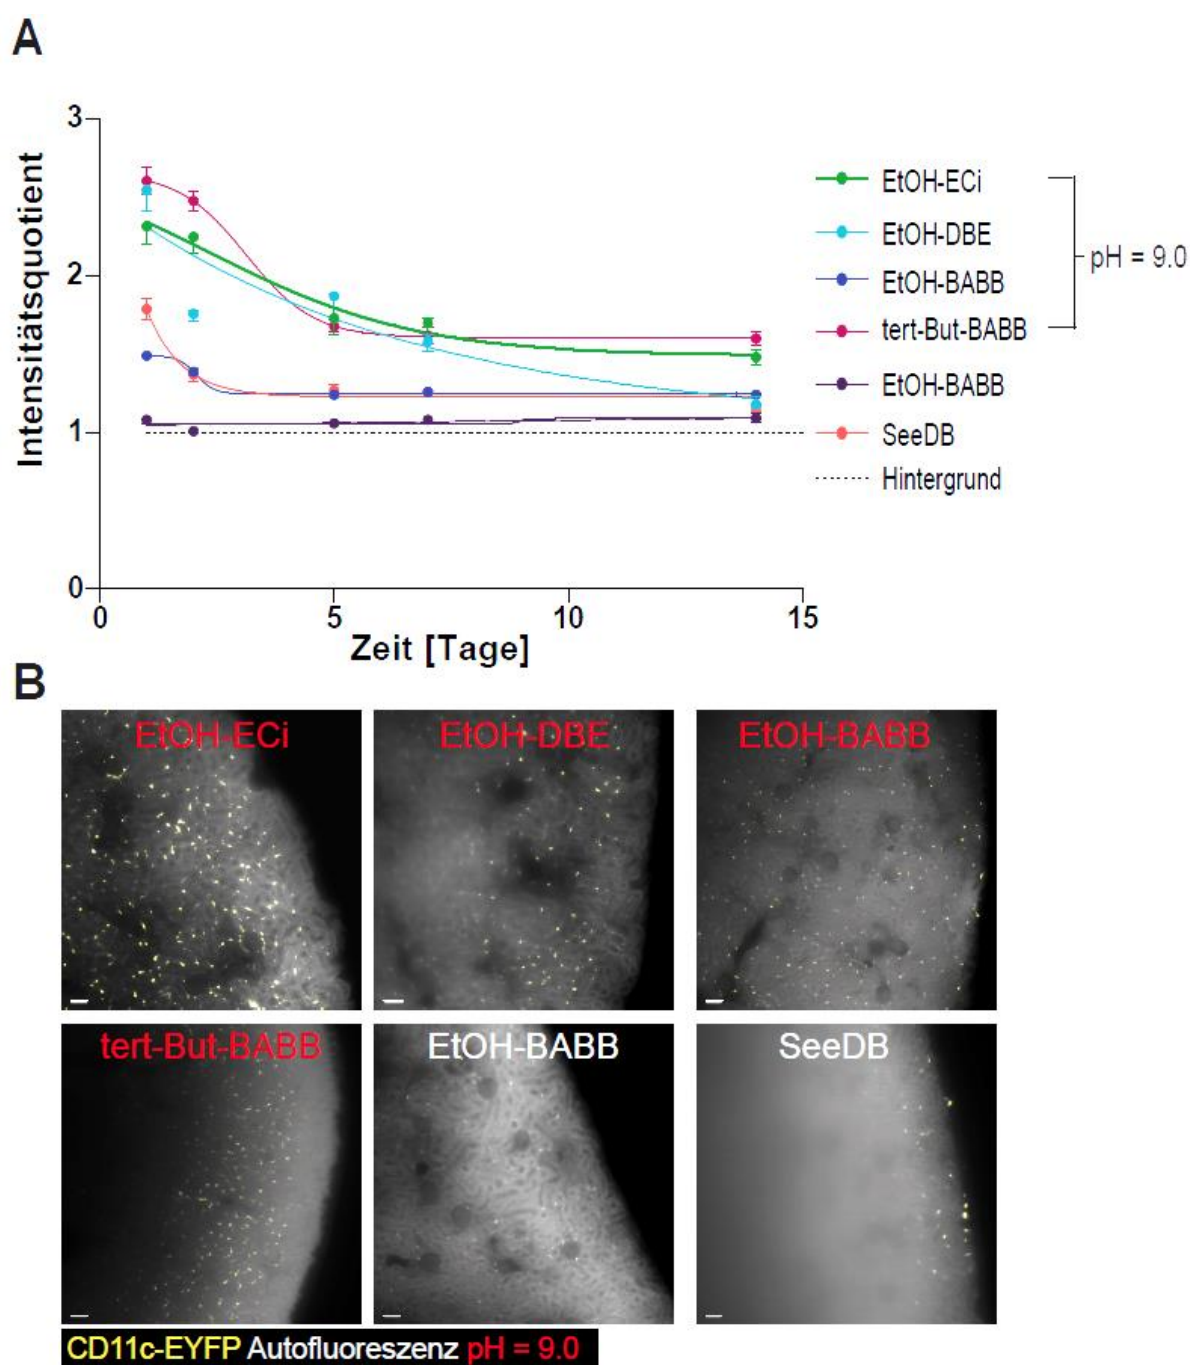 A
3
2
1
0
Intensitätsquotient
0
5
10
15
Zeit [Tage]
EtOH-ECi
EtOH-DBE
EtOH-BABB
tert-But-BABB
EtOH-BABB
SeeDB
Hintergrund
pH = 9.0
B
EtOH-ECi
EtOH-DBE
EtOH-BABB
tert-But-BABB
EtOH-BABB
SeeDB
CD11c-EYFP Autofluoreszenz pH = 9.0